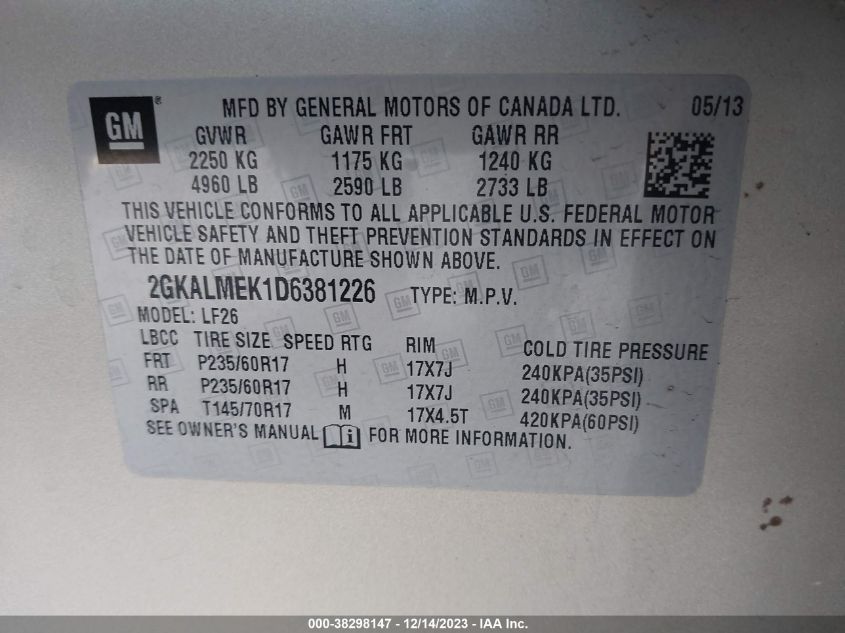 GM ® MFD BY GENERAL MOTORS OF CANADA LTD. 05/13
GVWR GAWR FRT GAWR RR
2250 KG 1175 KG 1240 KG
4960 LB 2590 LB 2733 LB
THIS VEHICLE CONFORMS TO ALL APPLICABLE U.S. FEDERAL MOTOR
VEHICLE SAFETY AND THEFT PREVENTION STANDARDS IN EFFECT ON
THE DATE OF MANUFACTURE SHOWN ABOVE.
2GKALMEK1D6381226 TYPE: M.P.V.
MODEL: LF26
LBCC TIRE SIZE SPEED RTG RIM COLD TIRE PRESSURE
FRT P235/60R17 H 17X7J 240KPA(35PSI)
RR P235/60R17 H 17X7J 240KPA(35PSI)
SPA T145/70R17 M 17X4.5T 420KPA(60PSI)
SEE OWNER'S MANUAL FOR MORE INFORMATION.
000-38298147 - 12/14/2023 - IAA Inc.